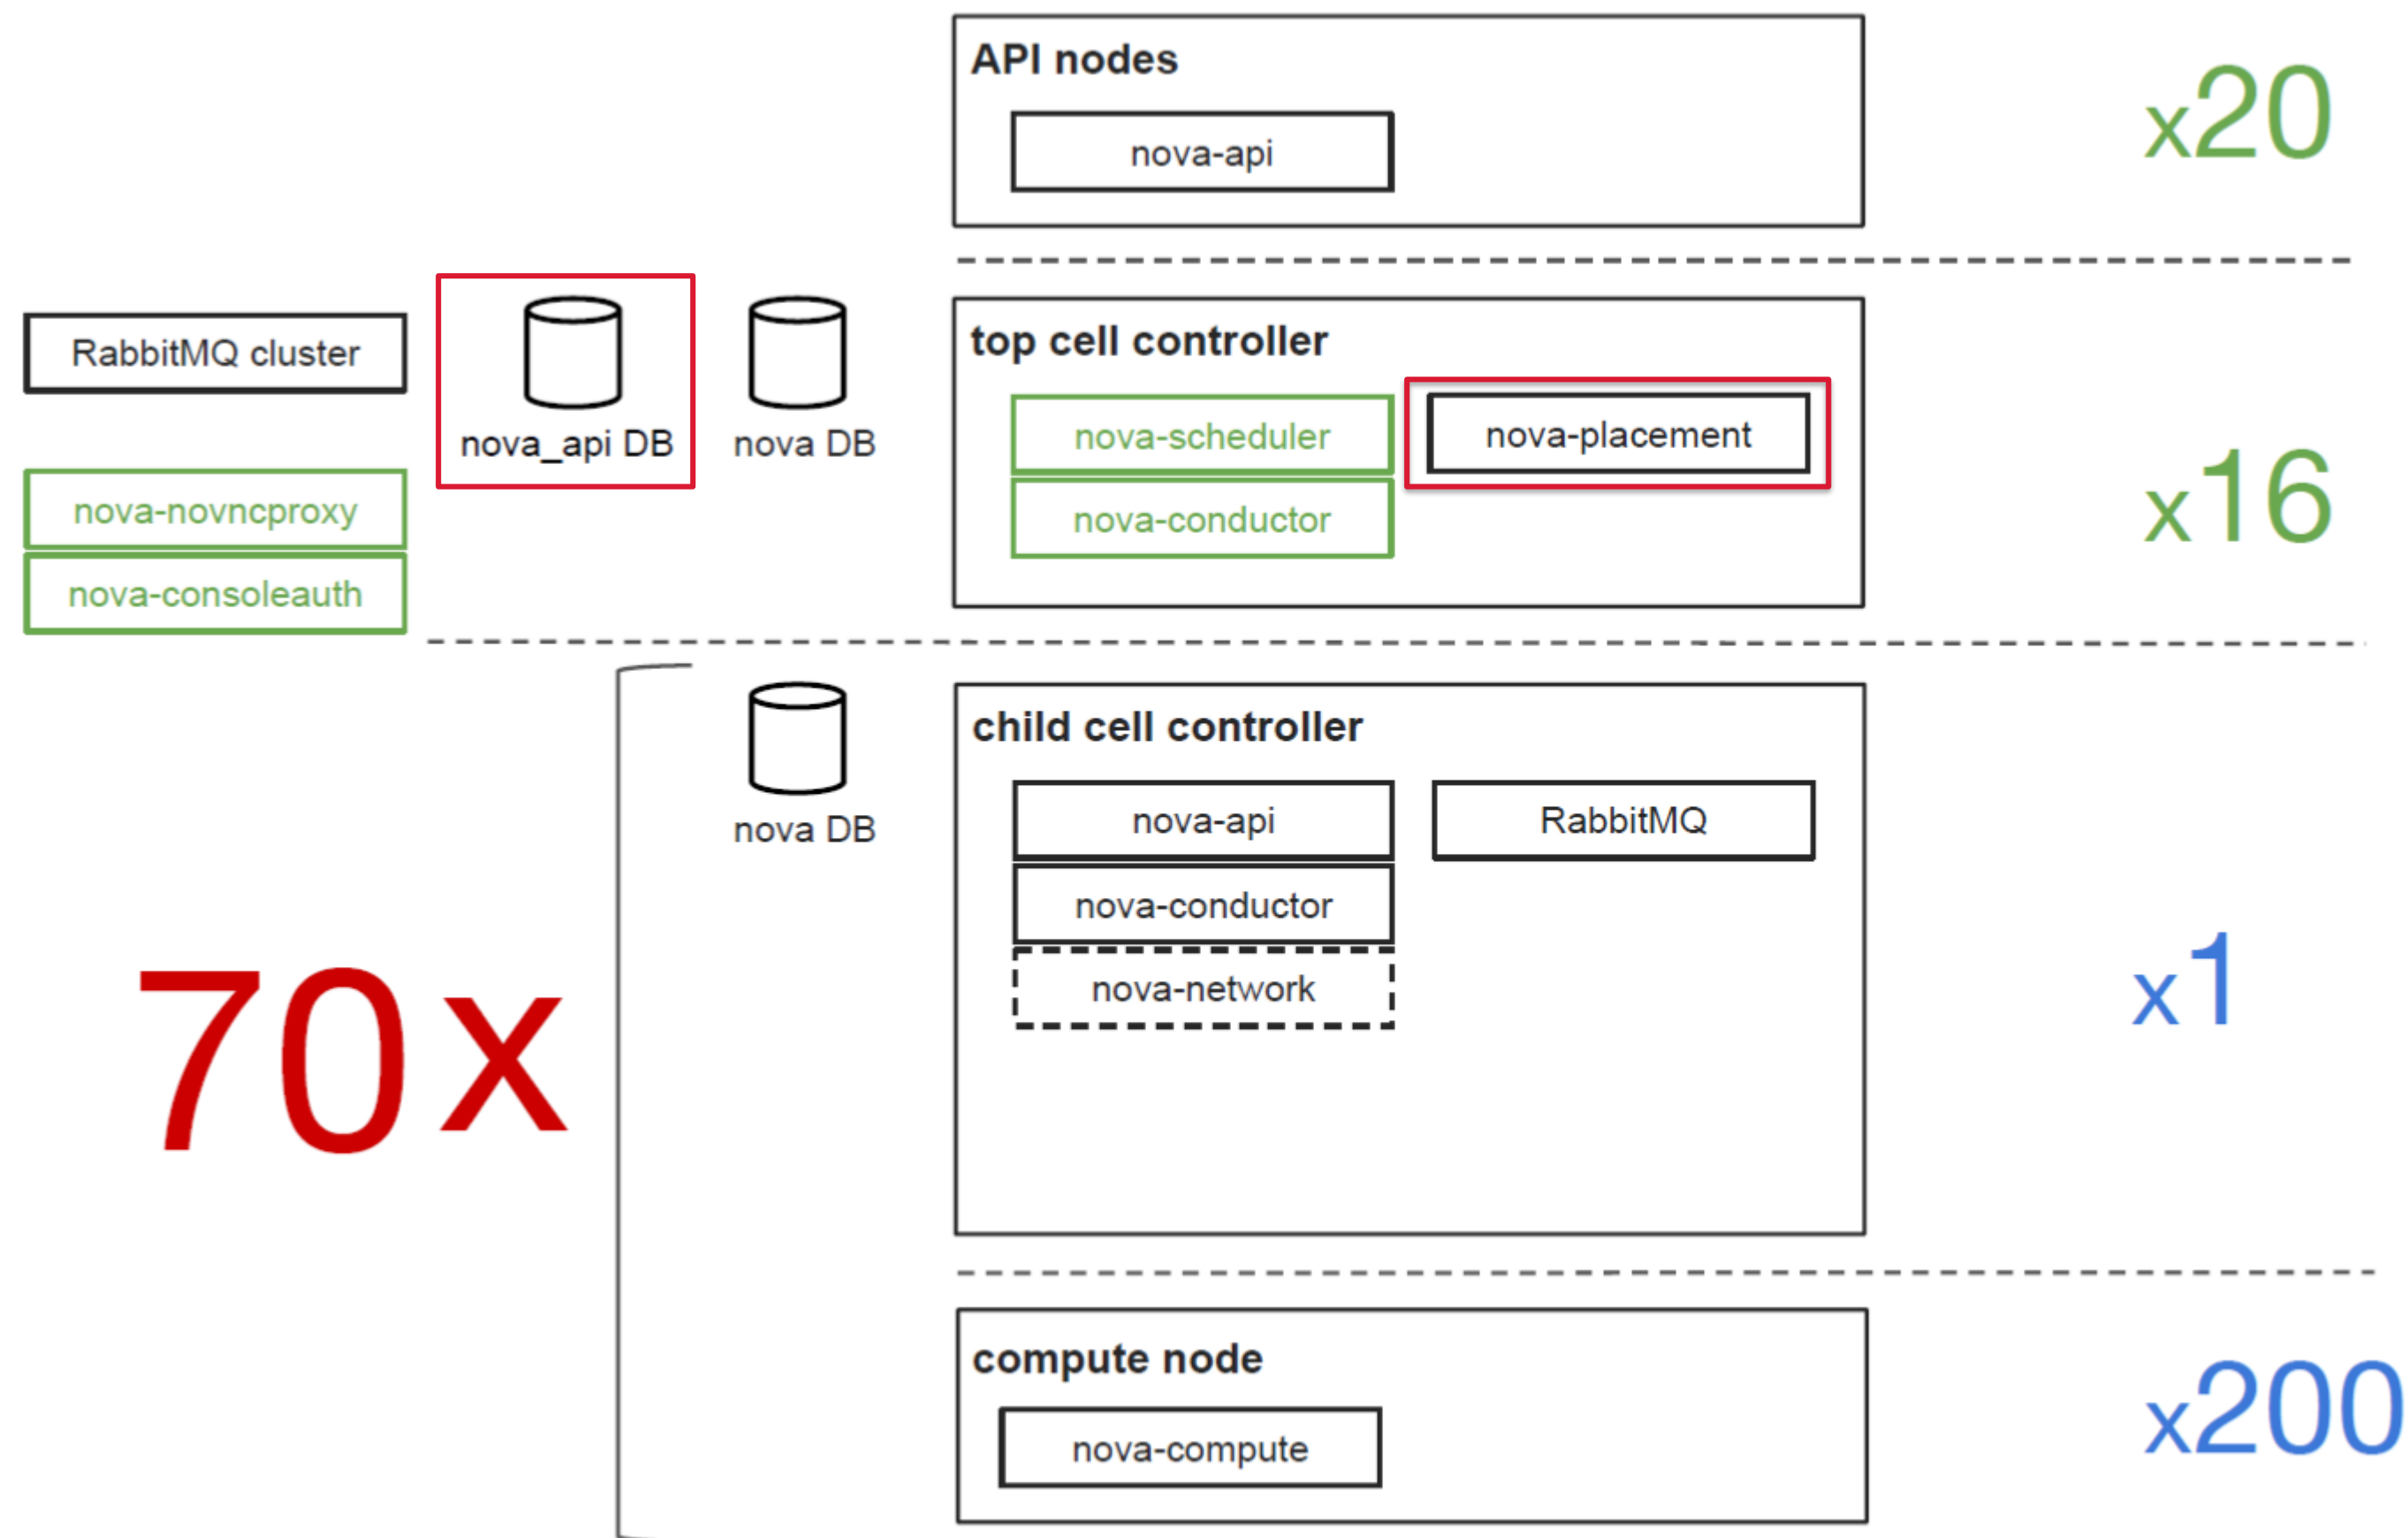 API nodes
nova-api
x20
RabbitMQ cluster
nova_api DB
nova DB
nova-novncproxy
nova-consoleauth
top cell controller
nova-scheduler
nova-placement
nova-conductor
x16
70x
nova DB
child cell controller
nova-api
RabbitMQ
nova-conductor
nova-network
x1
compute node
nova-compute
x200